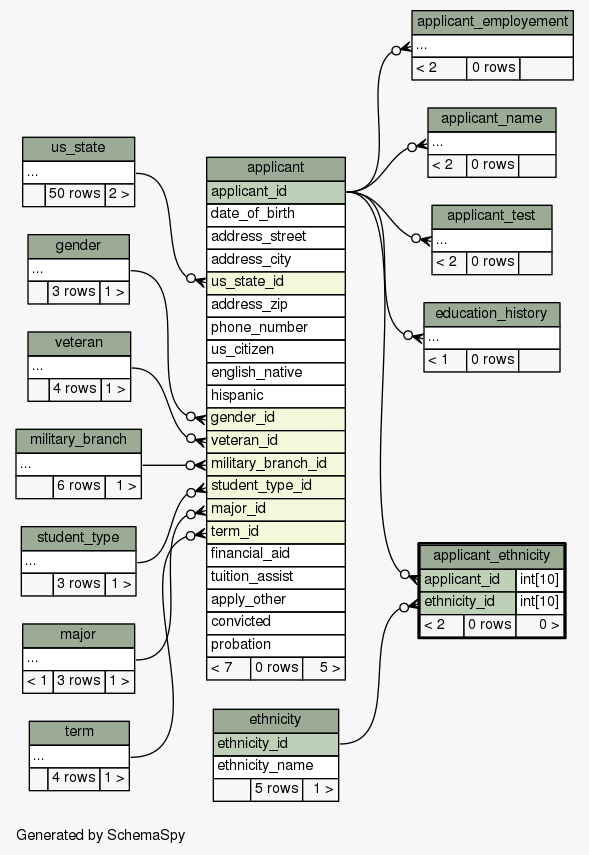 applicant_employement
...
< 2 0 rows
applicant_name
...
< 2 0 rows
applicant_test
...
< 2 0 rows
education_history
...
< 1 0 rows
us_state
...
50 rows 2 >
gender
...
3 rows 1 >
veteran
...
4 rows 1 >
military_branch
...
6 rows 1 >
student_type
...
3 rows 1 >
major
...
< 1 3 rows 1 >
term
...
4 rows 1 >
applicant
applicant_id
date_of_birth
address_street
address_city
us_state_id
address_zip
phone_number
us_citizen
english_native
hispanic
gender_id
veteran_id
military_branch_id
student_type_id
major_id
term_id
financial_aid
tuition_assist
apply_other
convicted
probation
< 7 0 rows 5 >
applicant_ethnicity
applicant_id int[10]
ethnicity_id int[10]
< 2 0 rows 0 >
ethnicity
ethnicity_id
ethnicity_name
5 rows 1 >
Generated by SchemaSpy